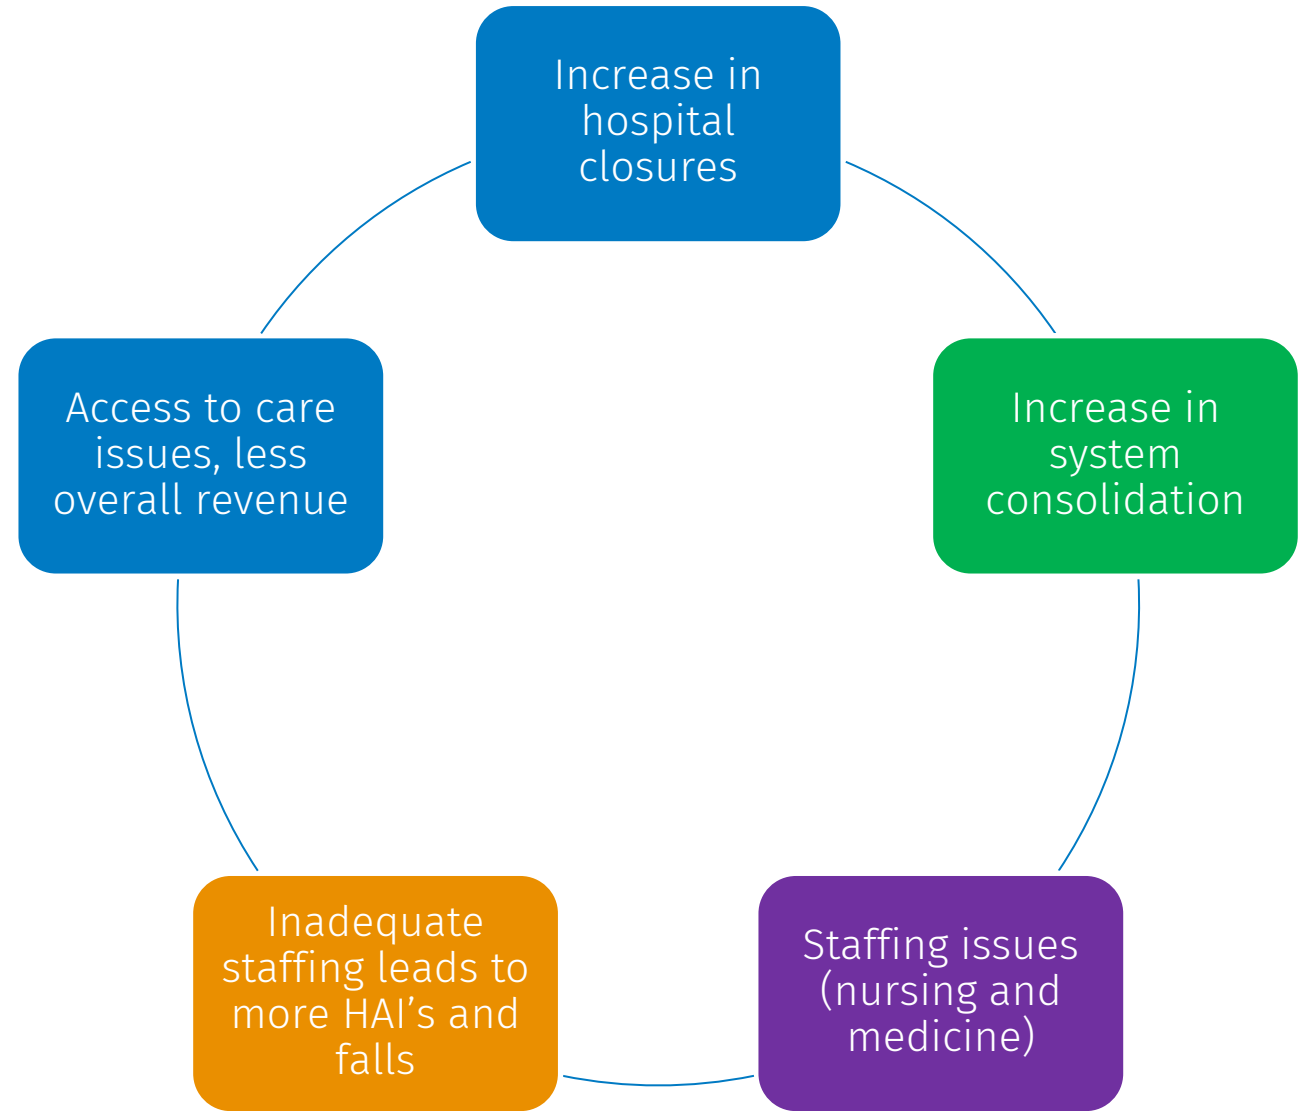 Increase in
hospital
closures
Increase in
system
consolidation
Staffing issues
(nursing and
medicine)
Inadequate
staffing leads to
more HAI’s and
falls
Access to care
issues, less
overall revenue